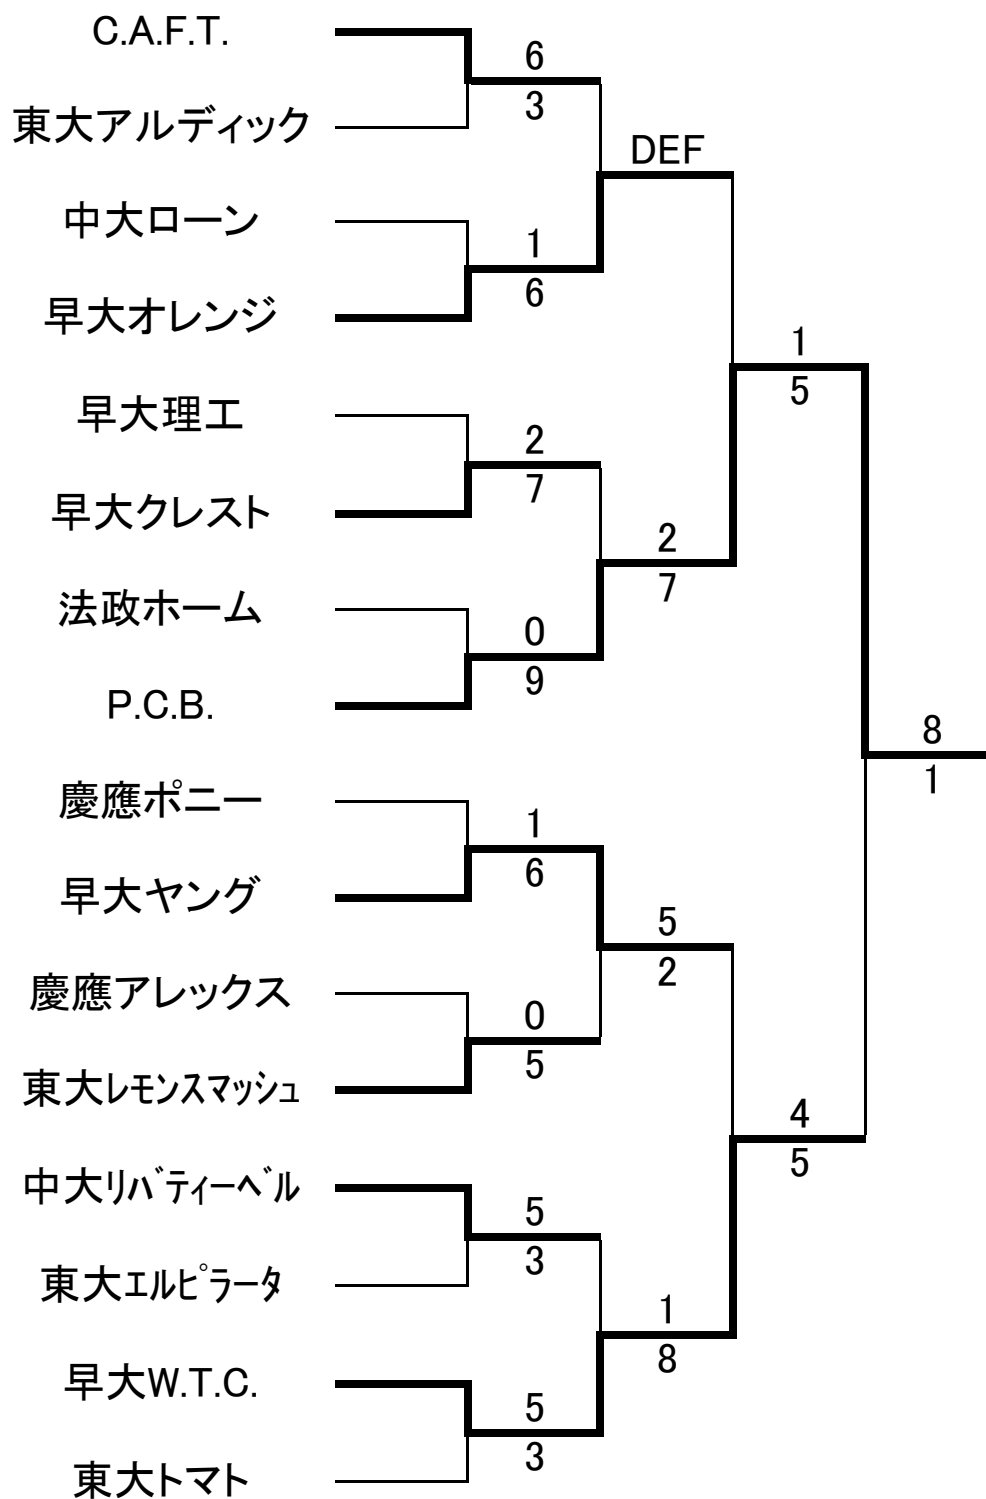 C.A.F.T.
6
3
東大アルディック
DEF
中大ローン
1
6
早大オレンジ
1
5
早大理工
2
7
早大クレスト
2
7
法政ホーム
0
9
P.C.B.
8
1
慶應ポニー
1
6
早大ヤング
5
2
慶應アレックス
0
5
東大レモンスマッシュ
4
5
中大リバティーベル
5
3
東大エルピラータ
1
8
早大W.T.C.
5
3
東大トマト